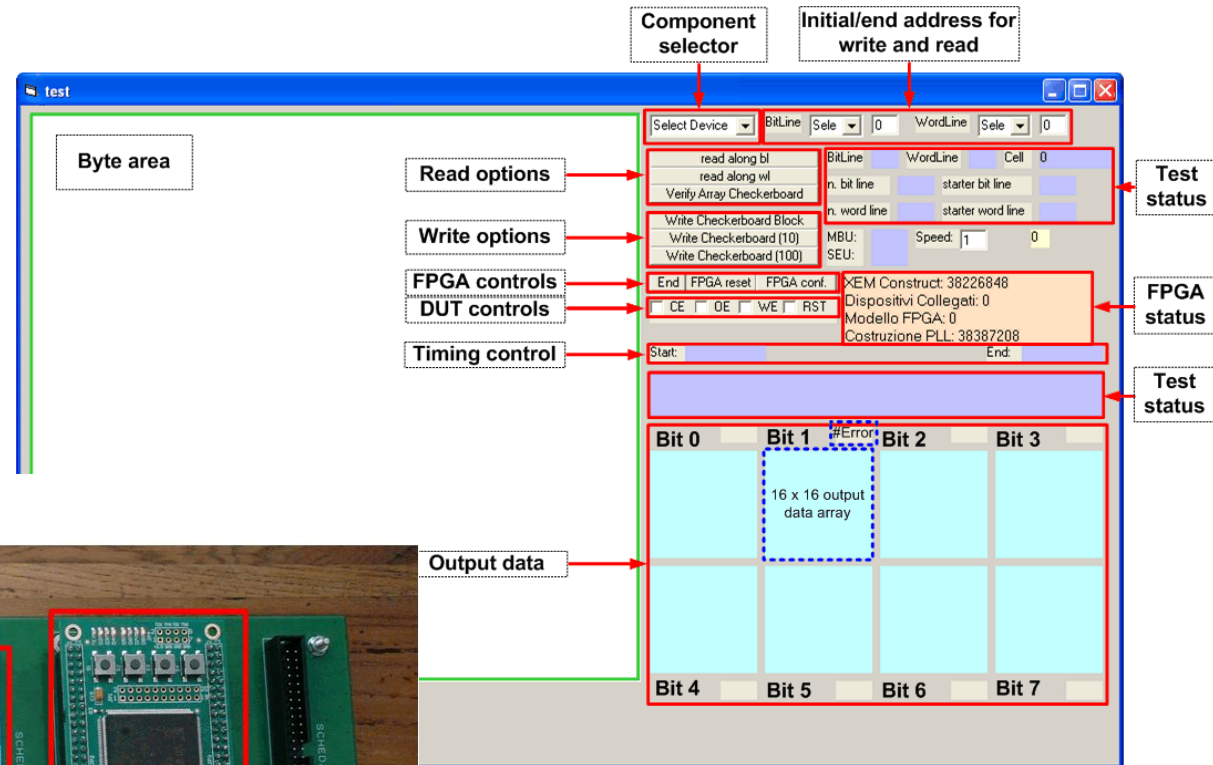 Component
selector
Initial/end address for
write and read
test
Byte area
Select Device
BitLine Sele 0 WordLine Sele 0
Read options
read along bl
read along wl
Verify Array Checkerboard
BitLine WordLine Cell 0
n. bit line starter bit line
n. word line starter word line
Test
status
Write options
Write Checkerboard Block
Write Checkerboard (10)
Write Checkerboard (100)
MBU: Speed: 1 0
SEU:
FPGA controls
End FPGA reset FPGA conf.
DUT controls
CE OE WE RST
XEM Construct: 38226848
Dispositivi Collegati: 0
Modello FPGA: 0
Costruzione PLL: 38387208
FPGA
status
Timing control
Start: End:
Test
status
Bit 0 Bit 1 #Error Bit 2 Bit 3
16 x 16 output
data array
Output data
Bit 4 Bit 5 Bit 6 Bit 7
SCHED
SCHE